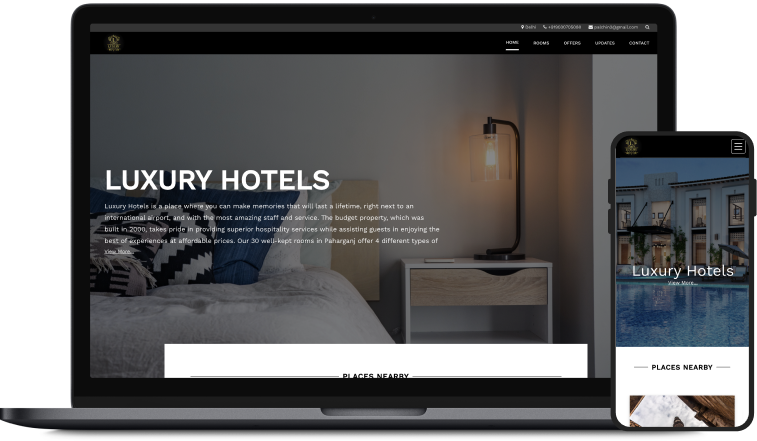 Delhi
HOME ROOMS OFFERS UPDATES CONTACT
LUXURY HOTELS
Luxury Hotels is a place where you can make memories that will last a lifetime, right next to an
international airport, and with the most amazing staff and service. The budget property, which was
built in 2000, takes pride in providing superior hospitality services while assisting guests in enjoying the
best of experiences at affordable prices. Our 30 well-kept rooms in Paharganj offer 4 different types of
View More...
PLACES NEARBY
Luxury Hotels
View More...
PLACES NEARBY